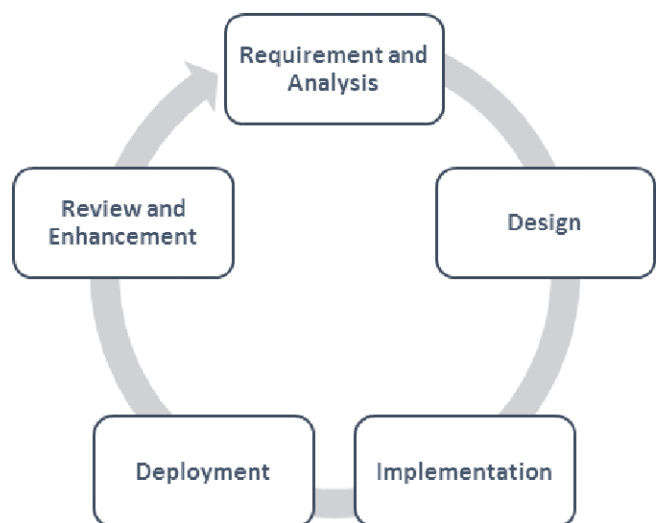 Requirement and
Analysis
Design
Implementation
Deployment
Review and
Enhancement